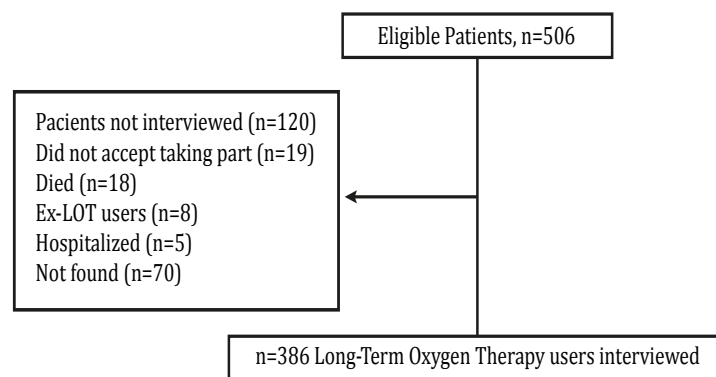 Eligible Patients, n=506
Pacients not interviewed (n=120)
Did not accept taking part (n=19)
Died (n=18)
Ex-LOT users (n=8)
Hospitalized (n=5)
Not found (n=70)
n=386 Long-Term Oxygen Therapy users interviewed